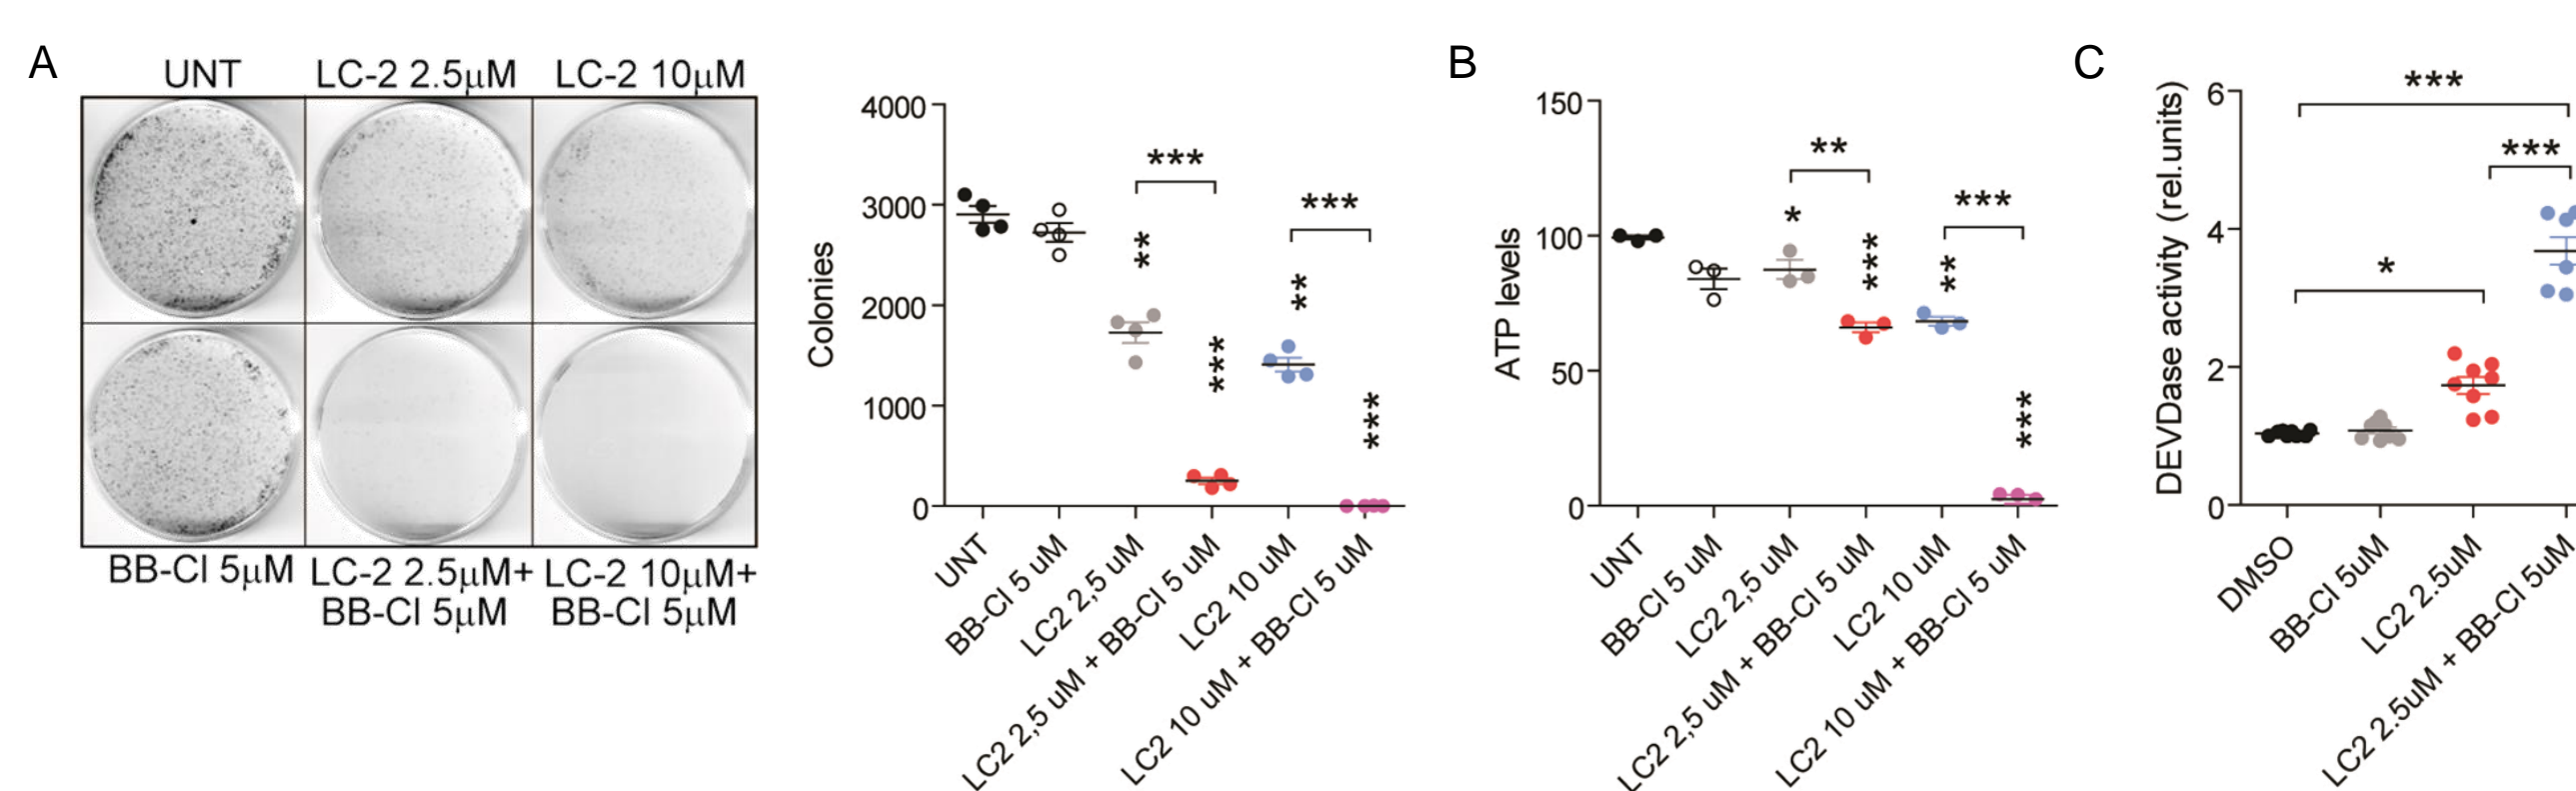 A
UNT
LC-2 2.5μM
LC-2 10μM
BB-Cl 5μM
LC-2 2.5μM+
BB-Cl 5μM
LC-2 10μM+
BB-Cl 5μM
Colonies
4000
3000
2000
1000
0
***
***
**
***
**
***
UNT
BB-Cl 5 uM
LC2 2,5 uM
LC2 2,5 uM + BB-Cl 5 uM
LC2 10 uM
LC2 10 uM + BB-Cl 5 uM
B
ATP levels
150
100
50
0
**
***
*
***
**
***
UNT
BB-Cl 5 uM
LC2 2,5 uM
LC2 2,5 uM + BB-Cl 5 uM
LC2 10 uM
LC2 10 uM + BB-Cl 5 uM
C
DEVDase activity (rel.units)
6
4
2
0
***
***
*
DMSO
BB-Cl 5uM
LC2 2.5uM
LC2 2.5uM + BB-Cl 5uM